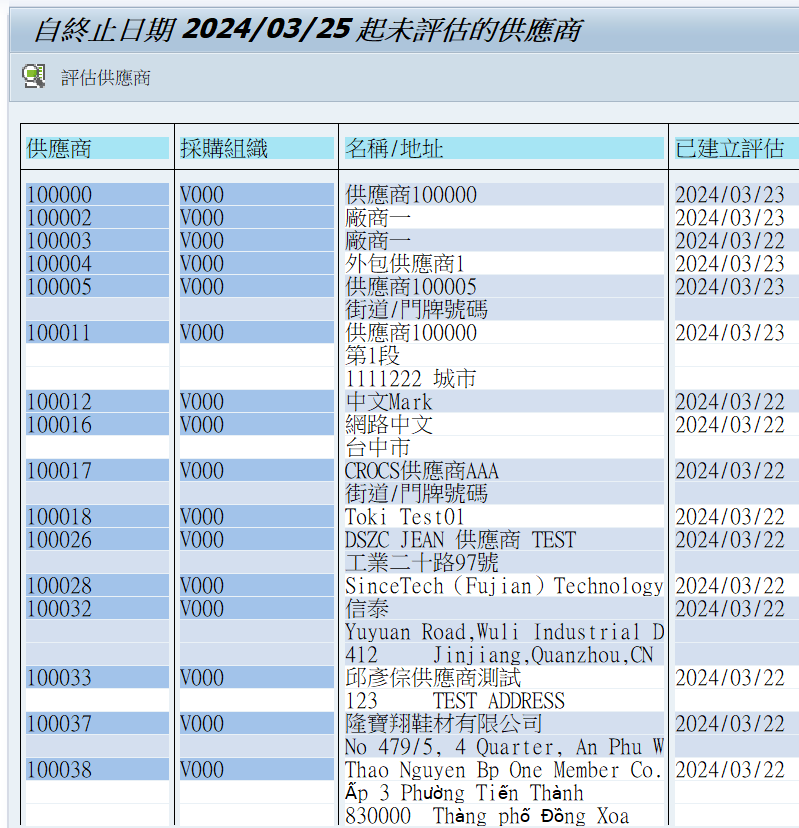 自終止日期 2024/03/25 起未評估的供應商
評估供應商
供應商 採購組織 名稱/地址 已建立評估
100000 V000 供應商100000 2024/03/23
100002 V000 廠商一 2024/03/23
100003 V000 廠商一 2024/03/22
100004 V000 外包供應商1 2024/03/23
100005 V000 供應商100005 2024/03/23
街道/門牌號碼
100011 V000 供應商100000 2024/03/23
第1段
1111222 城市
100012 V000 中文Mark 2024/03/22
100016 V000 網路中文 2024/03/22
台中市
100017 V000 CROCS供應商AAA 2024/03/22
街道/門牌號碼
100018 V000 Toki Test01 2024/03/22
100026 V000 DSZC JEAN 供應商 TEST 2024/03/22
工業二十路97號
100028 V000 SinceTech（Fujian）Technology 2024/03/22
100032 V000 信泰 2024/03/22
Yuyuan Road,Wuli Industrial D
412 Jinjiang,Quanzhou,CN
100033 V000 邱彥倧供應商測試 2024/03/22
123 TEST ADDRESS
100037 V000 隆寶翔鞋材有限公司 2024/03/22
No 479/5, 4 Quarter, An Phu W
100038 V000 Thao Nguyen Bp One Member Co. 2024/03/22
Ấp 3 Phường Tiến Thành
830000 Thàng phố Đồng Xoa